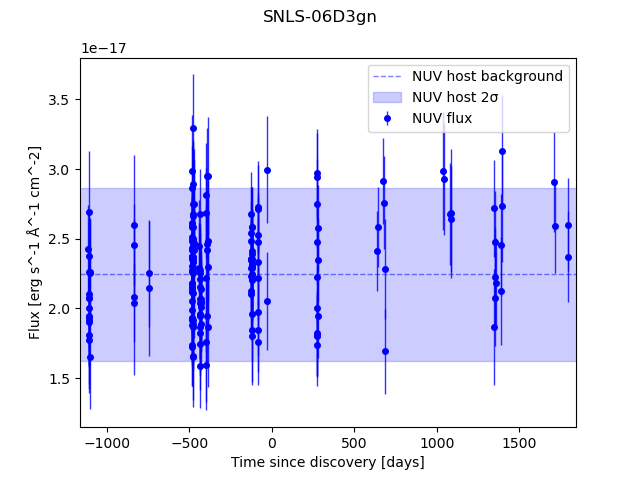 SNLS-06D3gn
1e−17
NUV host background
NUV host 2σ
NUV flux
3.5
3.0
2.5
2.0
1.5
Flux [erg s^-1 Å^-1 cm^-2]
−1000
−500
0
500
1000
1500
Time since discovery [days]